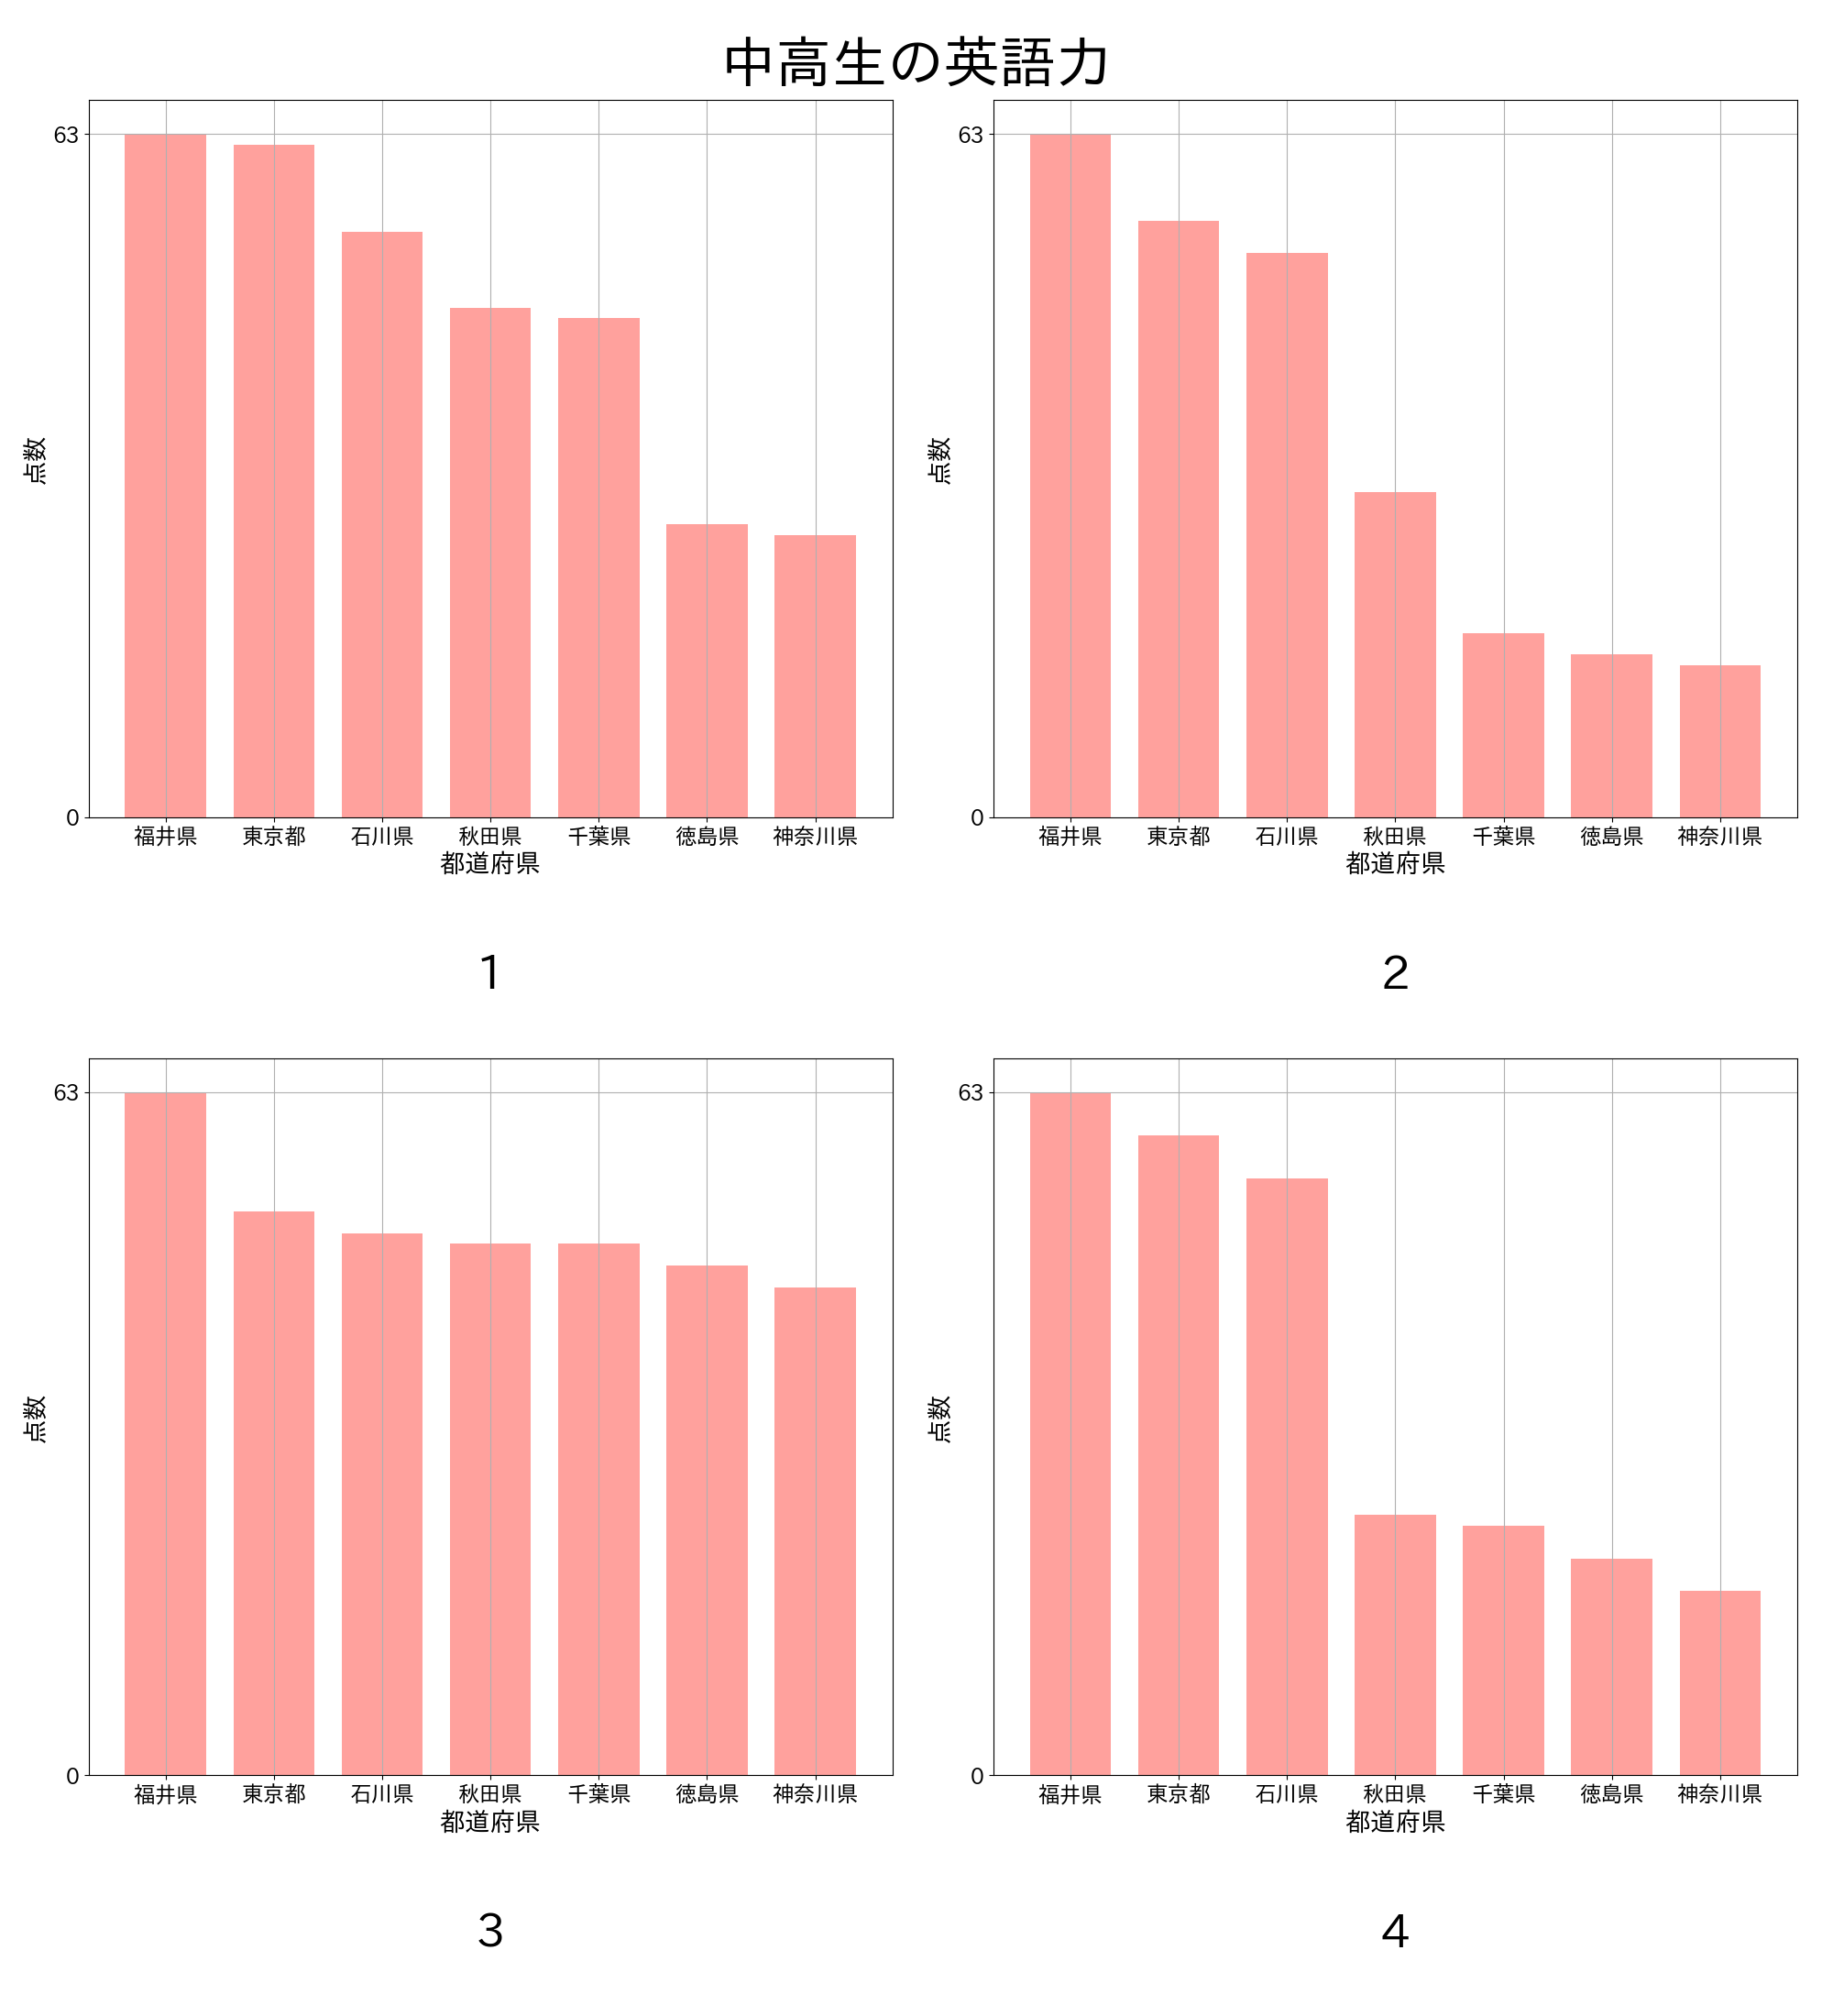 中高生の英語力
63
点数
0
福井県 東京都 石川県 秋田県 千葉県 徳島県 神奈川県
都道府県
1
63
点数
0
福井県 東京都 石川県 秋田県 千葉県 徳島県 神奈川県
都道府県
2
63
点数
0
福井県 東京都 石川県 秋田県 千葉県 徳島県 神奈川県
都道府県
3
63
点数
0
福井県 東京都 石川県 秋田県 千葉県 徳島県 神奈川県
都道府県
4